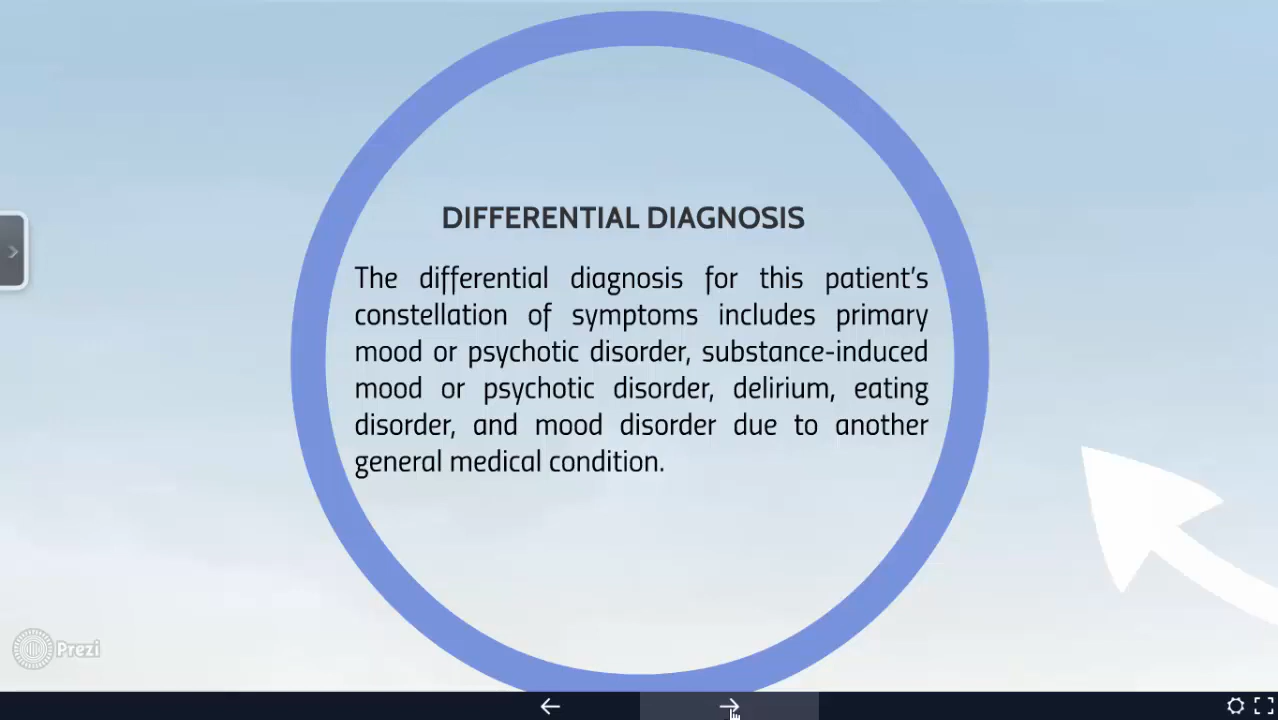 DIFFERENTIAL DIAGNOSIS
The differential diagnosis for this patient's
constellation of symptoms includes primary
mood or psychotic disorder, substance-induced
mood or psychotic disorder, delirium, eating
disorder, and mood disorder due to another
general medical condition.
Prezi